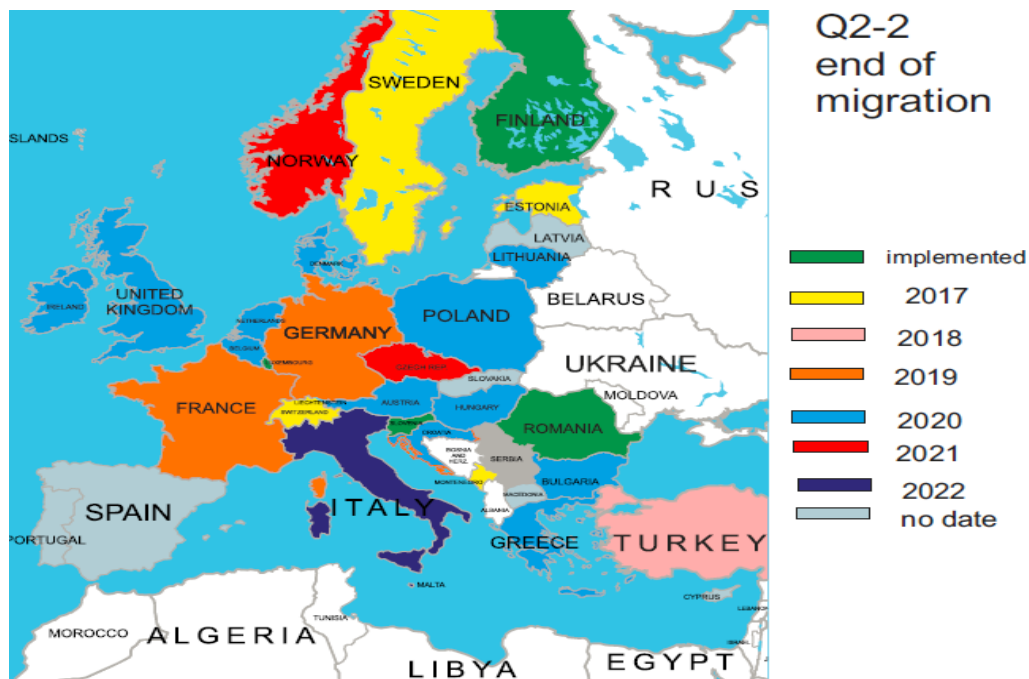 Q2-2
end of
migration
SWEDEN
FINLAND
NORWAY
SLANDS
R U S
ESTONIA
LATVIA
LITHUANIA
DENMARK
BELARUS
IRELAND
UNITED
KINGDOM
NETHERLANDS
BELGIUM
GERMANY
POLAND
UKRAINE
CZECH REP.
SLOVAKIA
MOLDOVA
FRANCE
LIECHTENSTEIN
SWITZERLAND
AUSTRIA
HUNGARY
SLOVENIA
CROATIA
ROMANIA
BOSNIA
AND
HERZ.
SERBIA
MONTENEGRO
BULGARIA
MACEDONIA
ALBANIA
ITALY
SPAIN
PORTUGAL
GREECE
TURKEY
MALTA
CYPRUS
LEBANON
ISRAEL
MOROCCO
ALGERIA
TUNISIA
LIBYA
EGYPT
implemented
2017
2018
2019
2020
2021
2022
no date